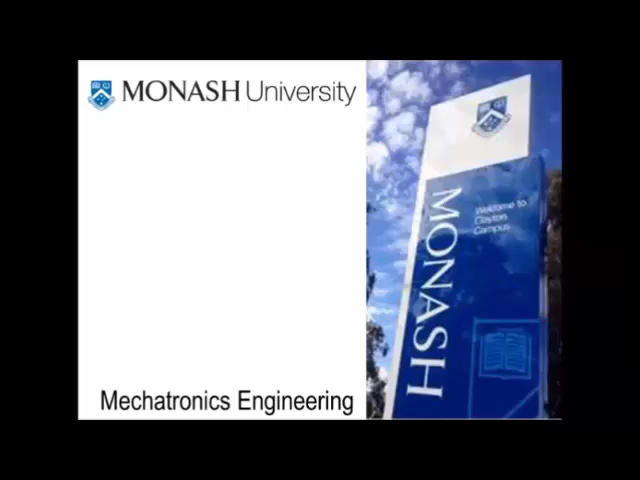 MONASH University
Welcome to
Clayton
Campus
MONASH
Mechatronics Engineering